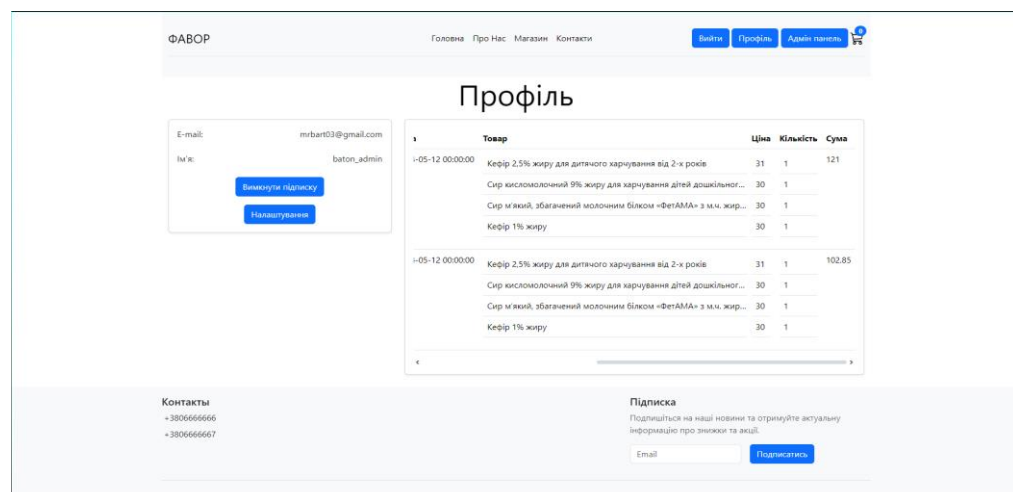 ФАВОР
Головна Про Нас Магазин Контакти
Вийти Профіль Адмін панель 0
Профіль
E-mail: mrbart03@gmail.com
Ім'я: baton_admin
Вимкнути підписку
Налаштування
Товар Ціна Кількість Сума
-05-12 00:00:00 Кефір 2,5% жиру для дитячого харчування від 2-х років 31 1 121
Сир кисломолочний 9% жиру для харчування дітей дошкільног... 30 1
Сир м'який, збагачений молочним білком «ФетАМА» з м.ч. жир... 30 1
Кефір 1% жиру 30 1
-05-12 00:00:00 Кефір 2,5% жиру для дитячого харчування від 2-х років 31 1 102.85
Сир кисломолочний 9% жиру для харчування дітей дошкільног... 30 1
Сир м'який, збагачений молочним білком «ФетАМА» з м.ч. жир... 30 1
Кефір 1% жиру 30 1
Контакты
+3806666666
+3806666667
Підписка
Подпишіться на наші новини та отримуйте актуальну
інформацію про знижки та акції.
Email Подписатись